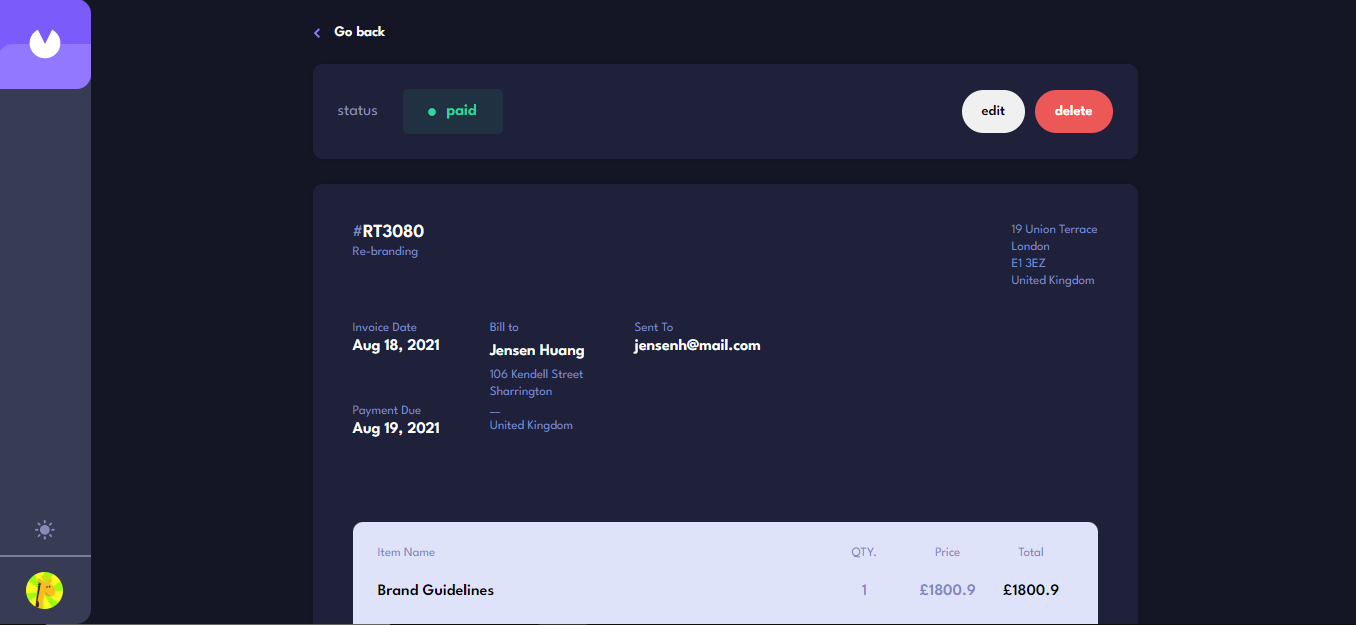 Go back
status
paid
edit
delete
#RT3080
Re-branding
19 Union Terrace
London
E1 3EZ
United Kingdom
Invoice Date
Aug 18, 2021
Payment Due
Aug 19, 2021
Bill to
Jensen Huang
106 Kendell Street
Sharrington
__
United Kingdom
Sent To
jensenh@mail.com
Item Name QTY. Price Total
Brand Guidelines 1 £1800.9 £1800.9